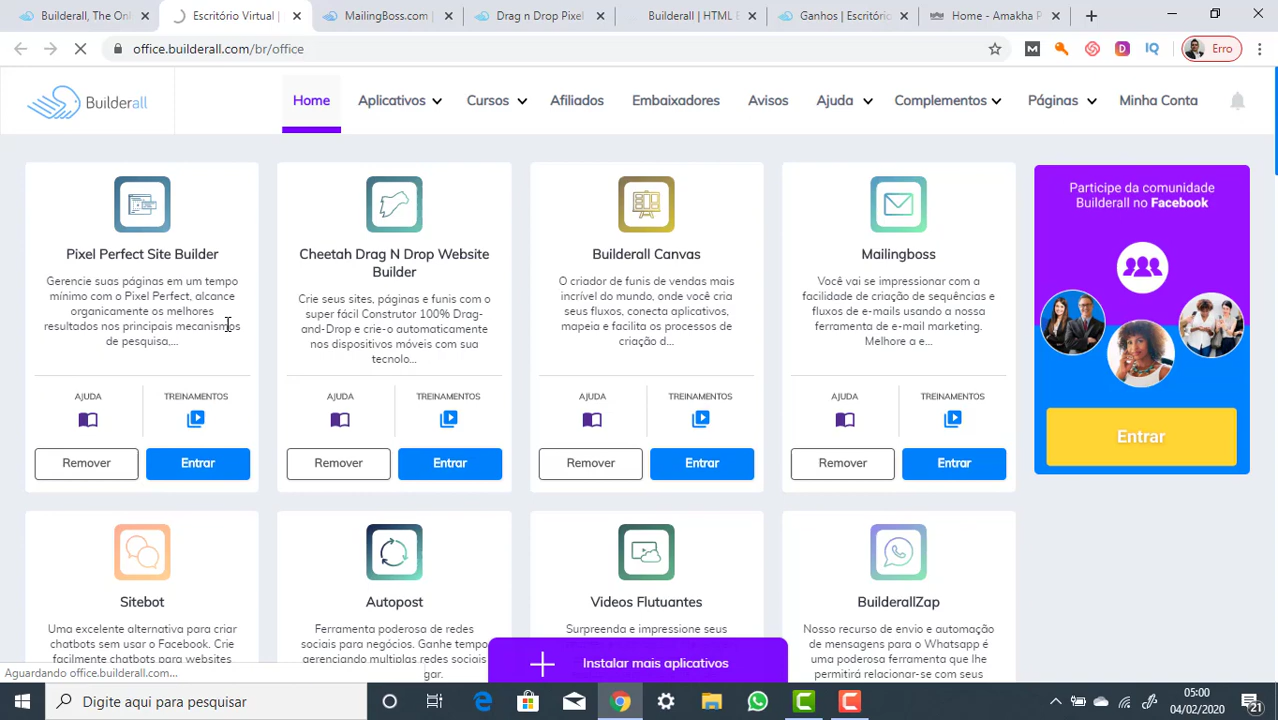 Builderall, The Onl
Escritório Virtual |
MailingBoss.com |
Drag n Drop Pixel
Builderall | HTML E
Ganhos | Escritóric
Home - Amakha P
office.builderall.com/br/office
Erro
Builderall
Home
Aplicativos
Cursos
Afiliados
Embaixadores
Avisos
Ajuda
Complementos
Páginas
Minha Conta
Pixel Perfect Site Builder
Gerencie suas páginas em um tempo
mínimo com o Pixel Perfect, alcance
organicamente os melhores
resultados nos principais mecanismos
de pesquisa,...
AJUDA
TREINAMENTOS
Remover
Entrar
Cheetah Drag N Drop Website
Builder
Crie seus sites, páginas e funis com o
super fácil Construtor 100% Drag-
and-Drop e crie-o automaticamente
nos dispositivos móveis com sua
tecnolo...
AJUDA
TREINAMENTOS
Remover
Entrar
Builderall Canvas
O criador de funis de vendas mais
incrível do mundo, onde você cria
seus fluxos, conecta aplicativos,
mapeia e facilita os processos de
criação d...
AJUDA
TREINAMENTOS
Remover
Entrar
Mailingboss
Você vai se impressionar com a
facilidade de criação de sequências e
fluxos de e-mails usando a nossa
ferramenta de e-mail marketing.
Melhore a e...
AJUDA
TREINAMENTOS
Remover
Entrar
Participe da comunidade
Builderall no Facebook
Entrar
Sitebot
Uma excelente alternativa para criar
chatbots sem usar o Facebook. Crie
facilmente chatbots para websites
Autopost
Ferramenta poderosa de redes
sociais para negócios. Ganhe tempo
gerenciando multiplas redes sociais
gar.
Videos Flutuantes
Surpreenda e impressione seus
BuilderallZap
Nosso recurso de envio e automação
de mensagens para o Whatsapp é
uma poderosa ferramenta que lhe
permitirá relacionar-se com seus
Instalar mais aplicativos
Aguardando office.builderall.com...
Digite aqui para pesquisar
05:00
04/02/2020
21